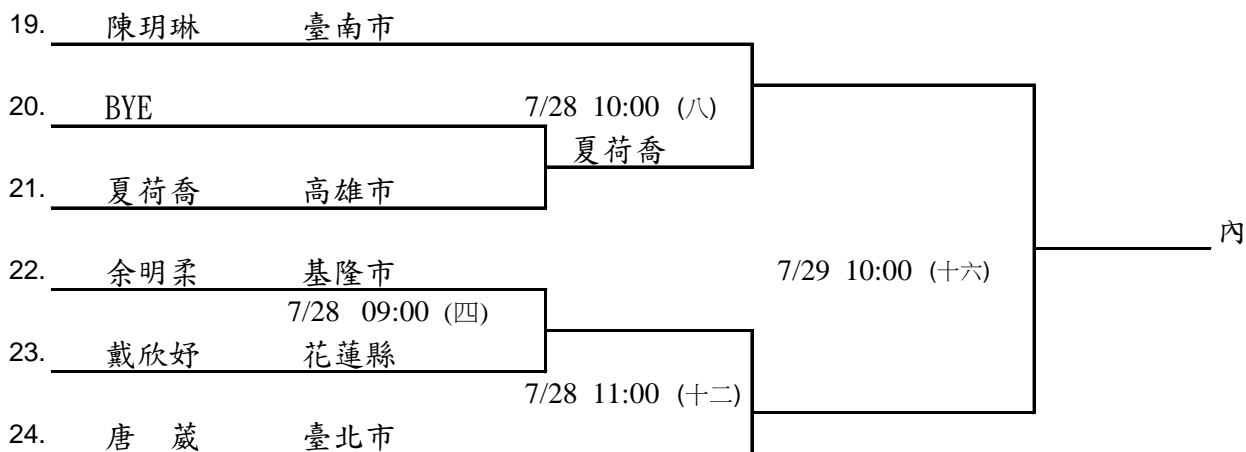 19. 陳玥琳 臺南市
20. BYE 7/28 10:00 (八)
夏荷喬
21. 夏荷喬 高雄市
內
22. 余明柔 基隆市 7/29 10:00 (十六)
7/28 09:00 (四)
23. 戴欣妤 花蓮縣
7/28 11:00 (十二)
24. 唐 葳 臺北市